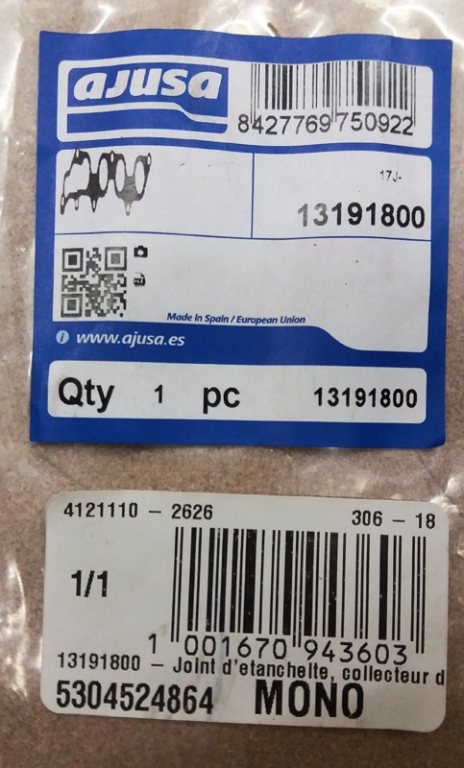 ajusa
8427769750922
17J-
13191800
Made in Spain / European Union
i www.ajusa.es
Qty 1 pc 13191800
4121110 - 2626 306 - 18
1/1
1 001670 943603
13191800 - Joint d'etancheite, collecteur d
5304524864 MONO